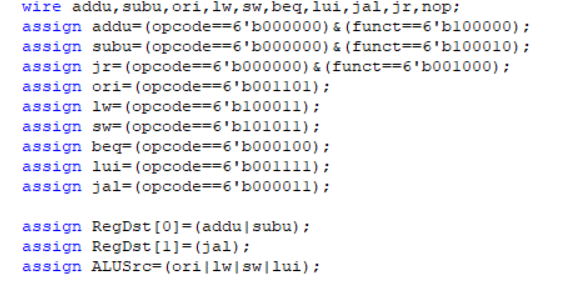 wire addu,subu,ori,lw,sw,beq,lui,jal,jr,nop;
assign addu=(opcode==6'b000000)&(funct==6'b100000);
assign subu=(opcode==6'b000000)&(funct==6'b100010);
assign jr=(opcode==6'b000000)&(funct==6'b001000);
assign ori=(opcode==6'b001101);
assign lw=(opcode==6'b100011);
assign sw=(opcode==6'b101011);
assign beq=(opcode==6'b000100);
assign lui=(opcode==6'b001111);
assign jal=(opcode==6'b000011);
assign RegDst[0]=(addu|subu);
assign RegDst[1]=(jal);
assign ALUSrc=(ori|lw|sw|lui);